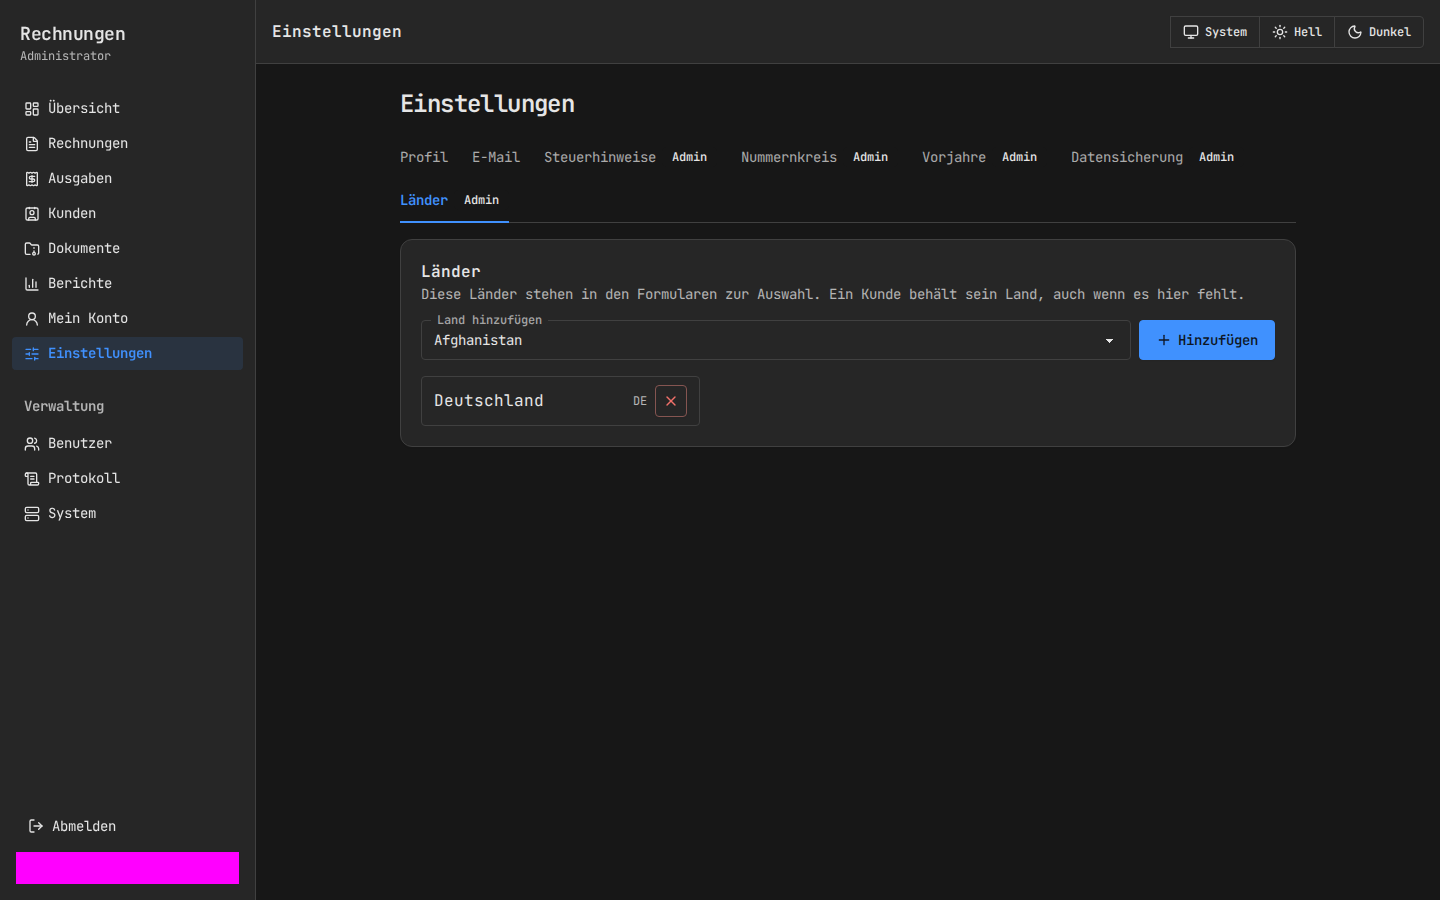 Rechnungen
Administrator
Übersicht
Rechnungen
Ausgaben
Kunden
Dokumente
Berichte
Mein Konto
Einstellungen
Verwaltung
Benutzer
Protokoll
System
Abmelden
Einstellungen
System Hell Dunkel
Einstellungen
Profil E-Mail Steuerhinweise Admin Nummernkreis Admin Vorjahre Admin Datensicherung Admin
Länder Admin
Länder
Diese Länder stehen in den Formularen zur Auswahl. Ein Kunde behält sein Land, auch wenn es hier fehlt.
Land hinzufügen
Afghanistan
Hinzufügen
Deutschland DE